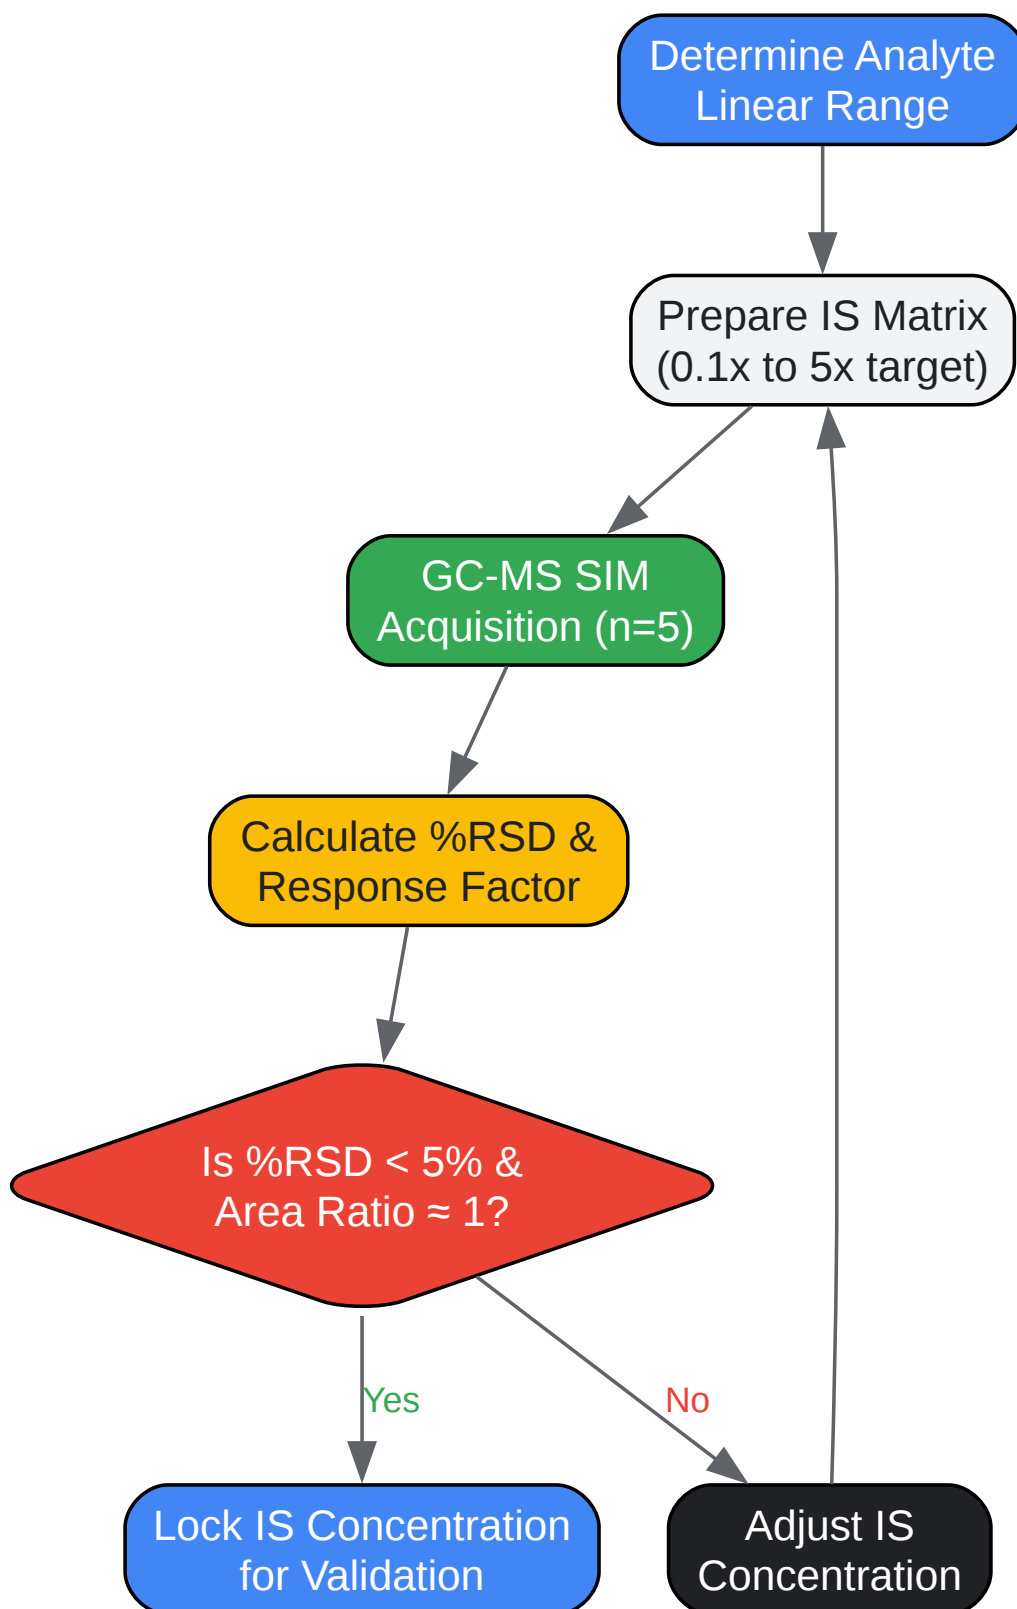 Determine Analyte
Linear Range
Prepare IS Matrix
(0.1x to 5x target)
GC-MS SIM
Acquisition (n=5)
Calculate %RSD &
Response Factor
Is %RSD < 5% &
Area Ratio ≈ 1?
Yes
No
Lock IS Concentration
for Validation
Adjust IS
Concentration